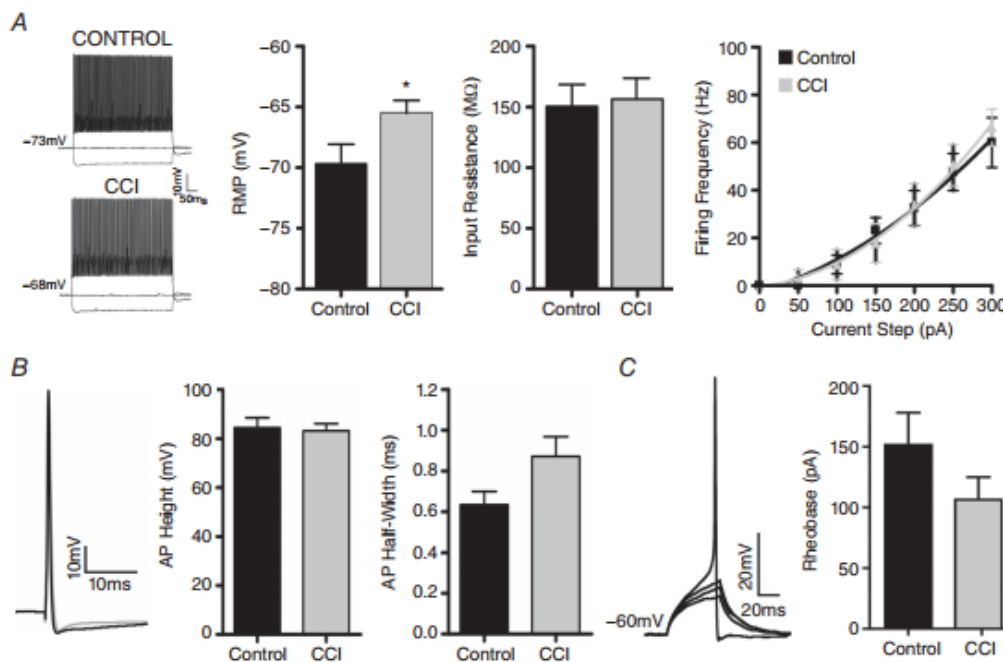 A
CONTROL
−73mV
10mV
50ms
CCI
−68mV
RMP (mV)
−60
−65
−70
−75
−80
*
Control CCI
Input Resistance (MΩ)
200
150
100
50
0
Control CCI
Firing Frequency (Hz)
100
80
60
40
20
0
Control
CCI
0 50 100 150 200 250 300
Current Step (pA)
B
10mV
10ms
AP Height (mV)
100
80
60
40
20
0
Control CCI
AP Half-Width (ms)
1.2
1.0
0.8
0.6
0.4
0.2
0.0
Control CCI
C
−60mV
20mV
20ms
Rheobase (pA)
200
150
100
50
0
Control CCI